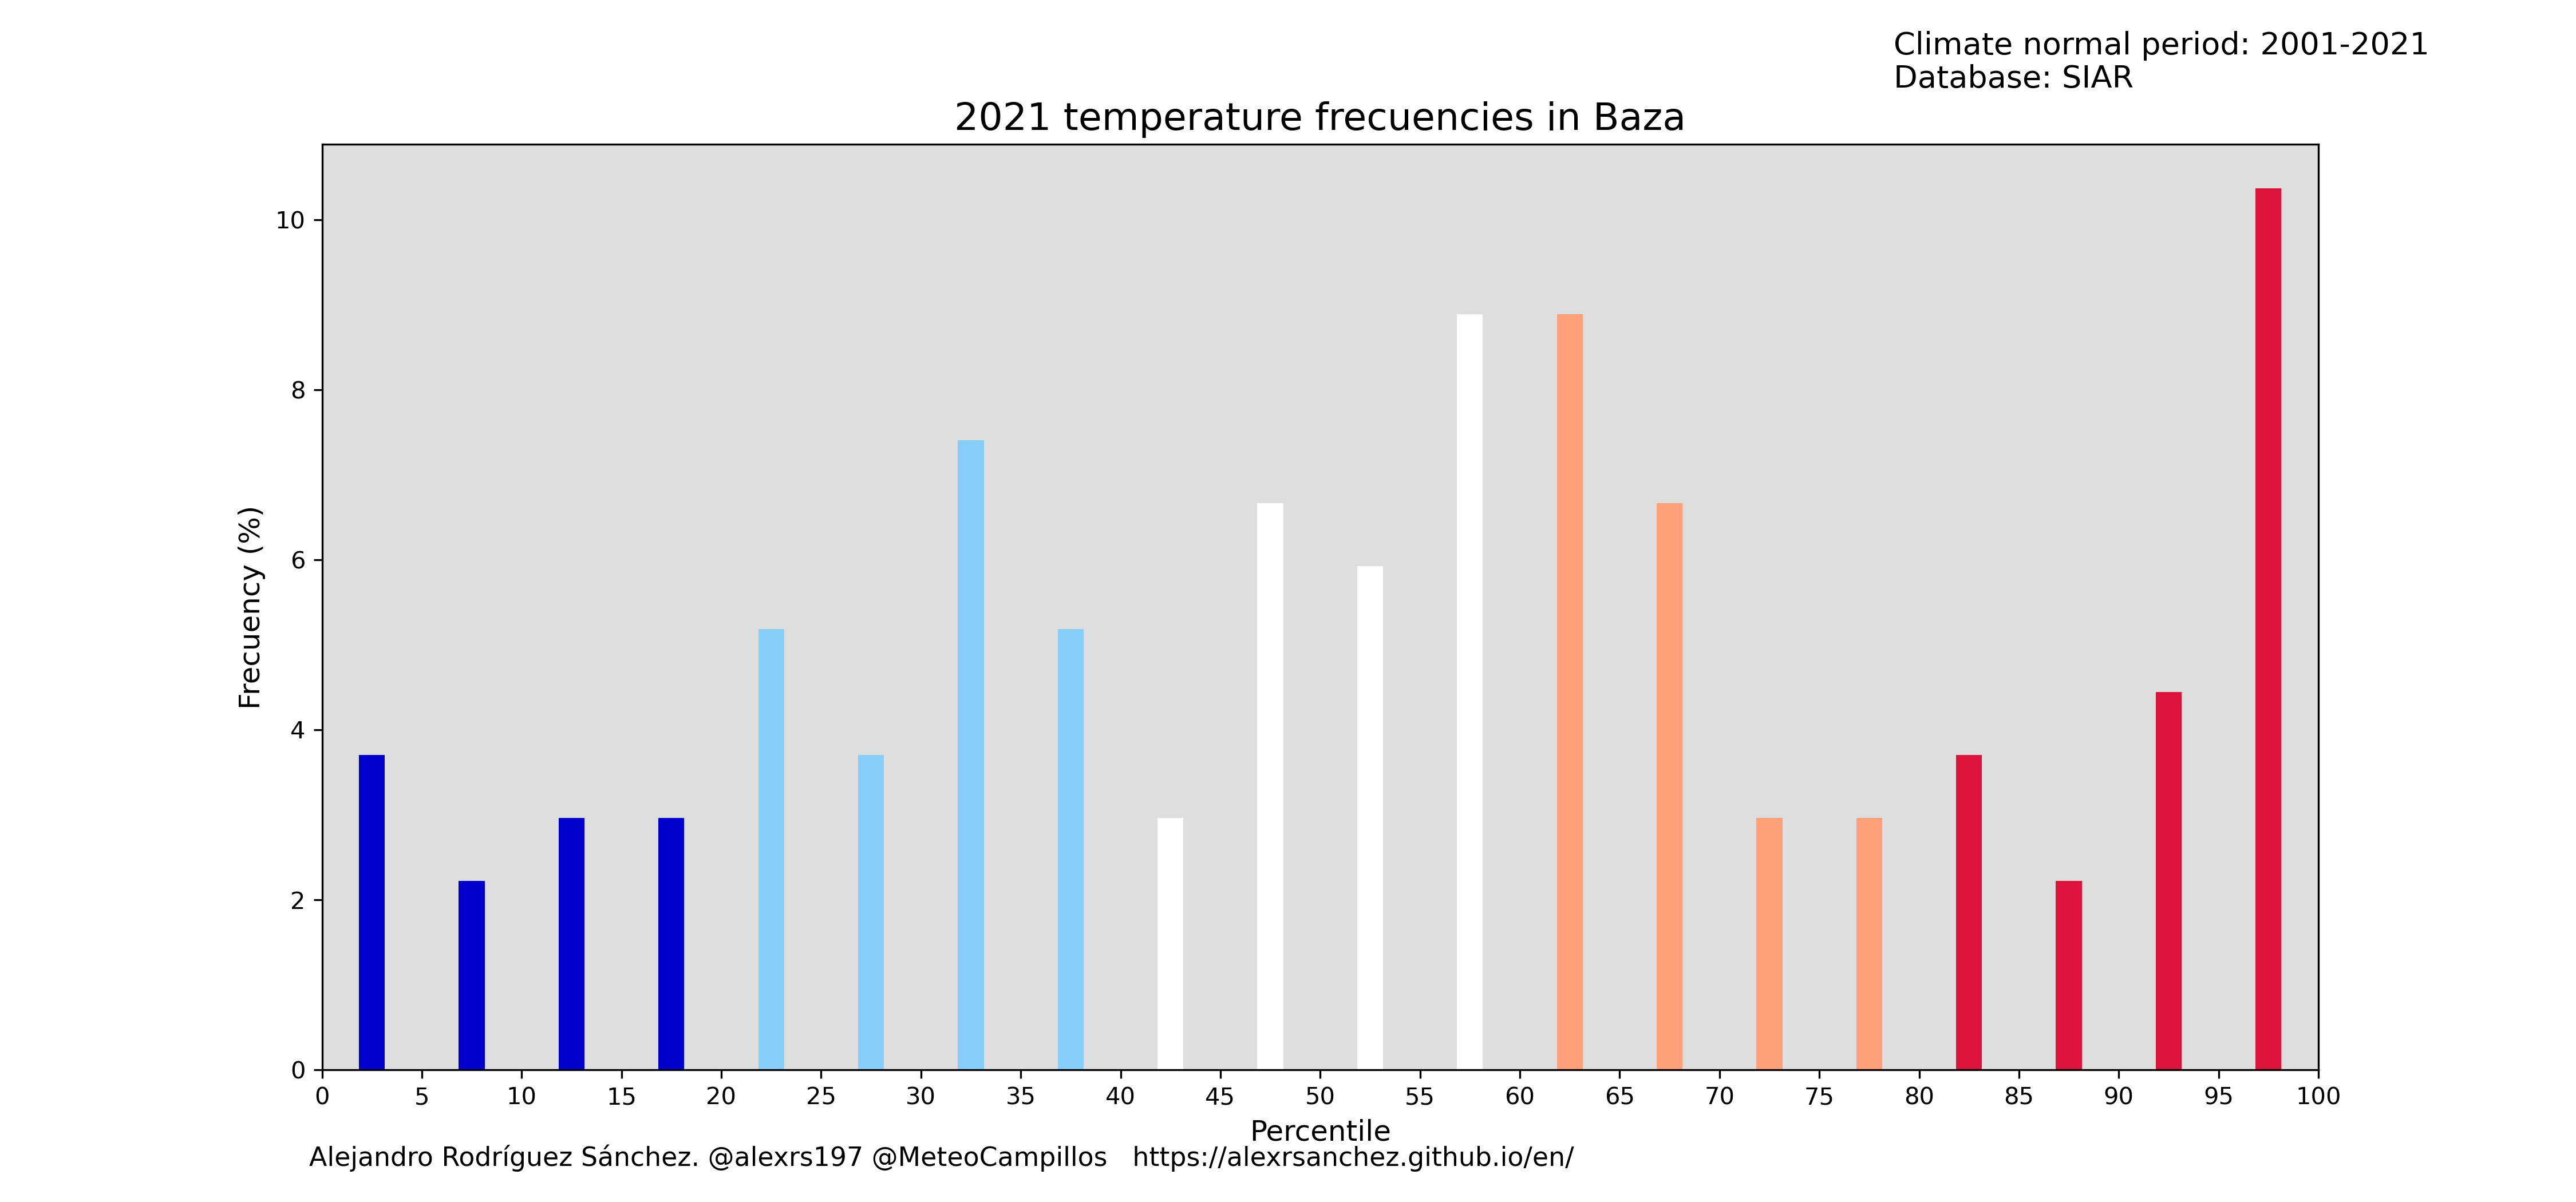 Climate normal period: 2001-2021
Database: SIAR
2021 temperature frecuencies in Baza
Frecuency (%)
10
8
6
4
2
0
0 5 10 15 20 25 30 35 40 45 50 55 60 65 70 75 80 85 90 95 100
Percentile
Alejandro Rodríguez Sánchez. @alexrs197 @MeteoCampillos https://alexrsanchez.github.io/en/